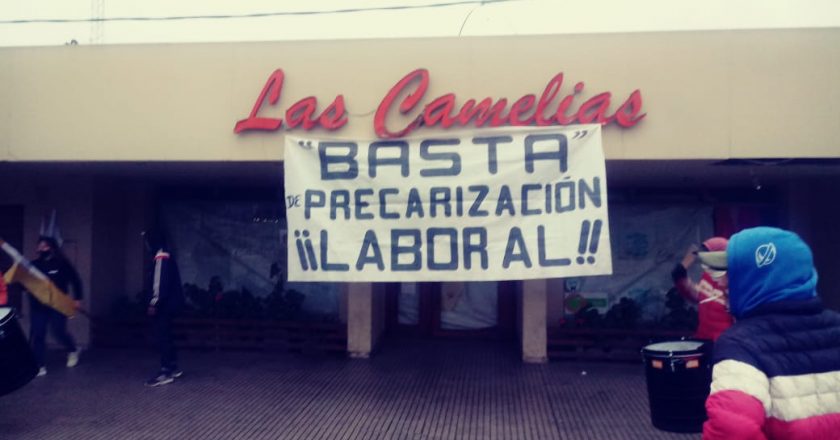 Las Camelias
"BASTA"
DE PRECARIZACIÓN
¡¡LABORAL!!